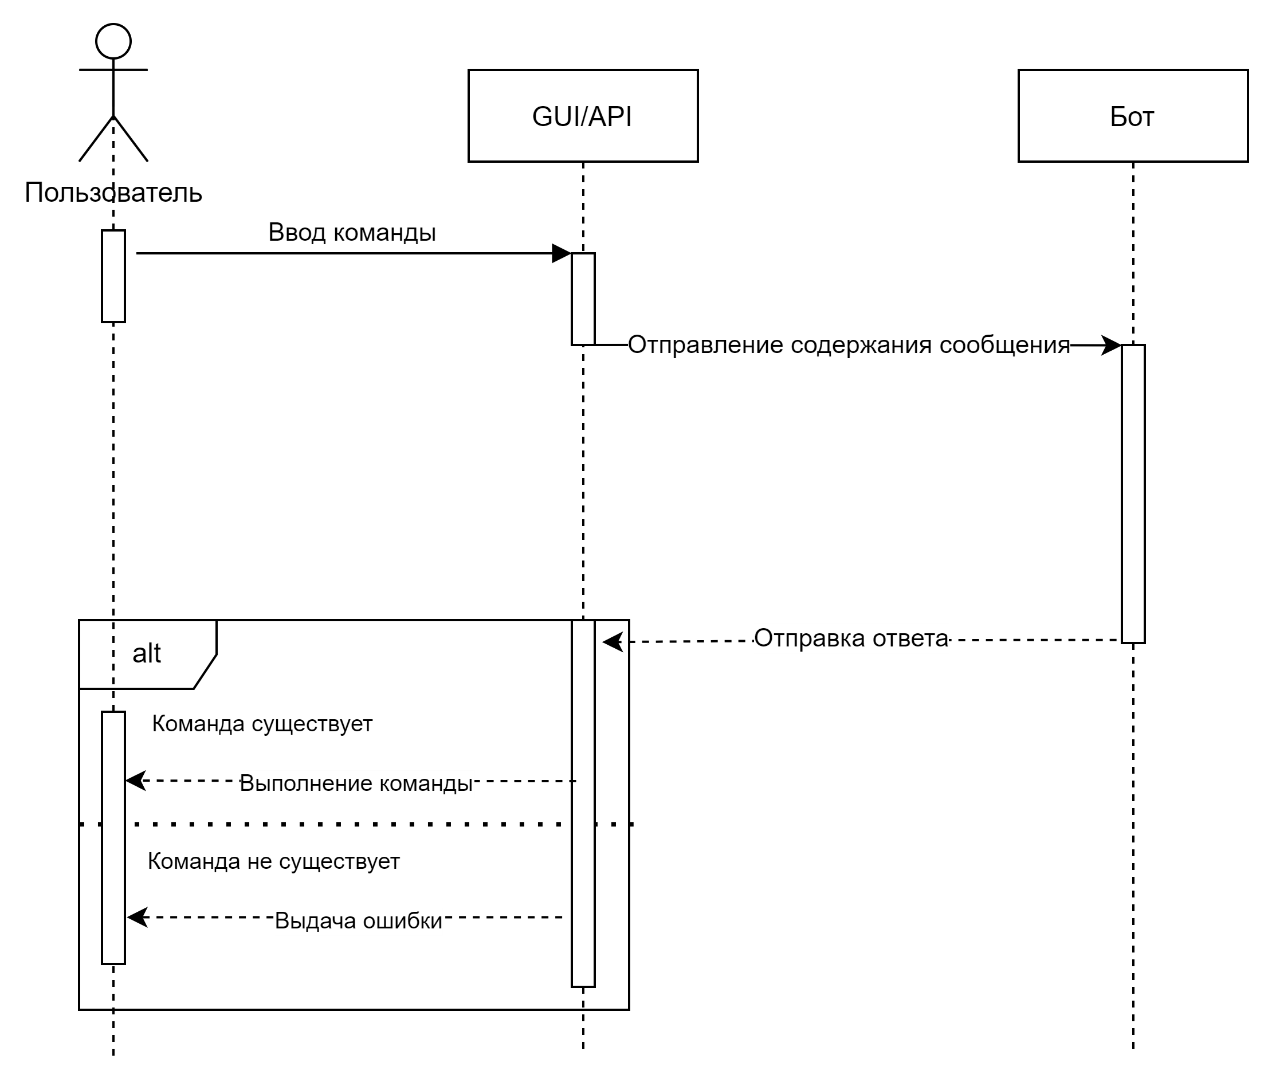 GUI/API
Бот
Пользователь
Ввод команды
Отправление содержания сообщения
Отправка ответа
alt
Команда существует
Выполнение команды
Команда не существует
Выдача ошибки